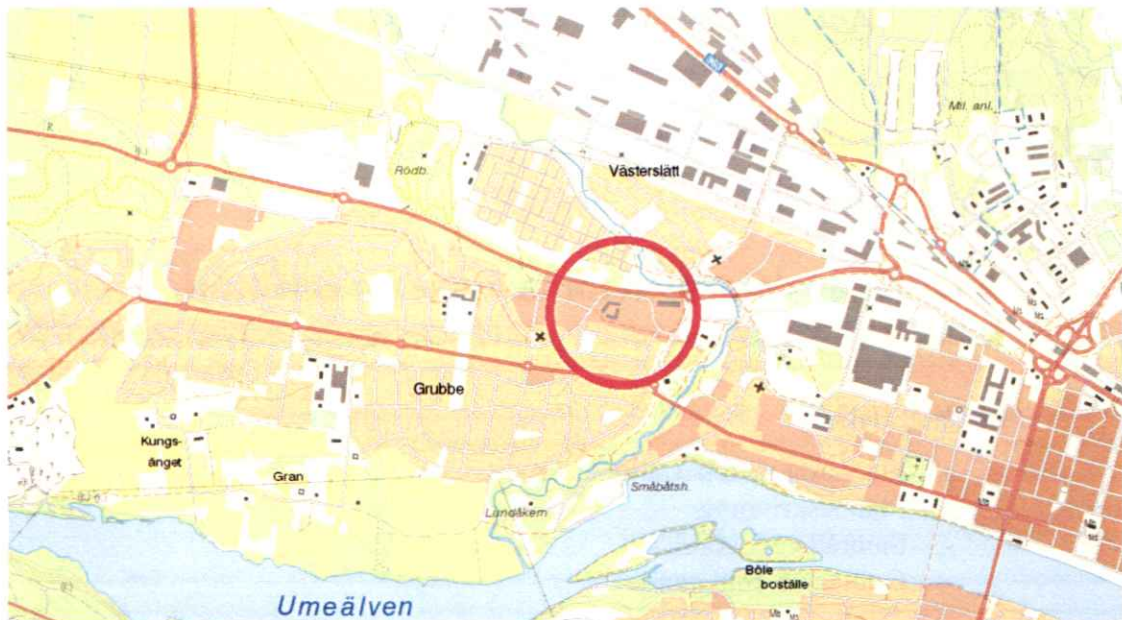 Mil. anl.
Rödb.
Västerslätt
Grubbe
Kungs-
änget
Gran
Lundåkern
Småbåtsh.
Böle
boställe
Umeälven